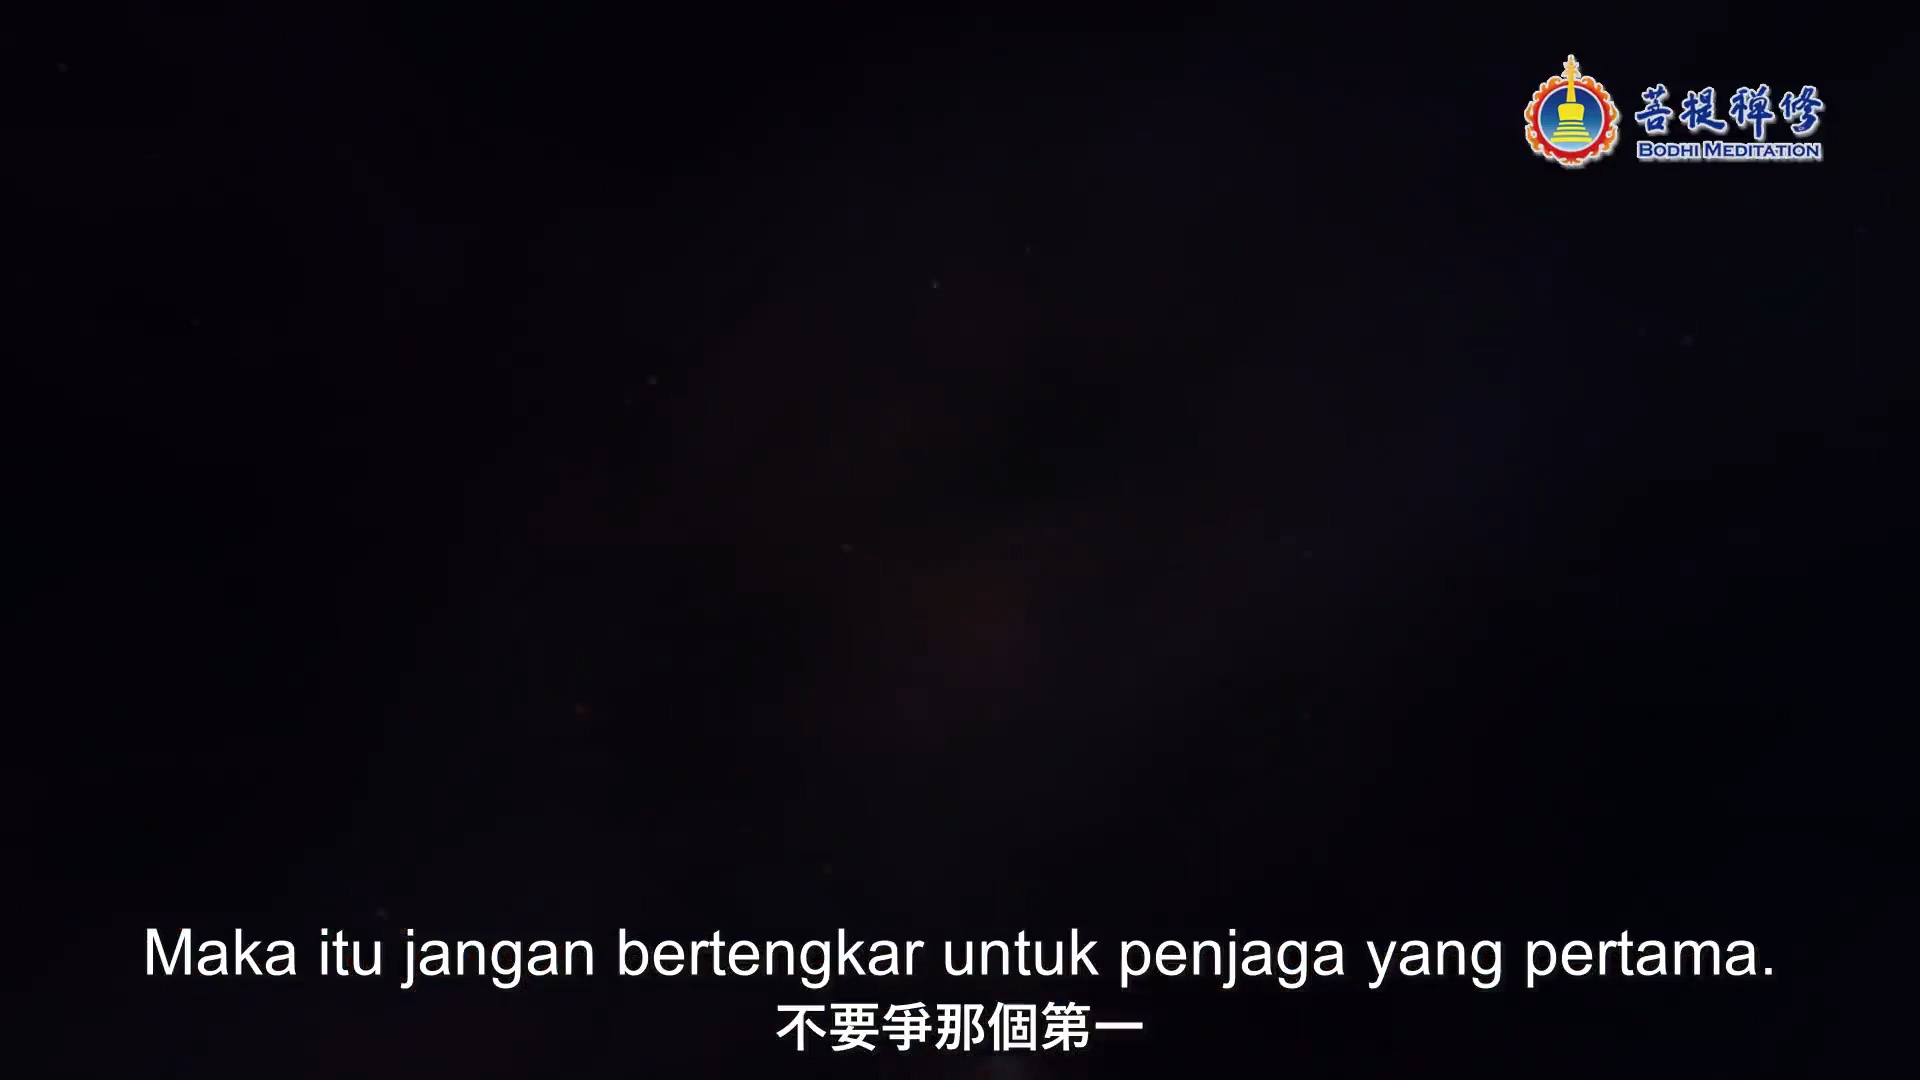 菩提禪修
BODHI MEDITATION
Maka itu jangan bertengkar untuk penjaga yang pertama.
不要爭那個第一